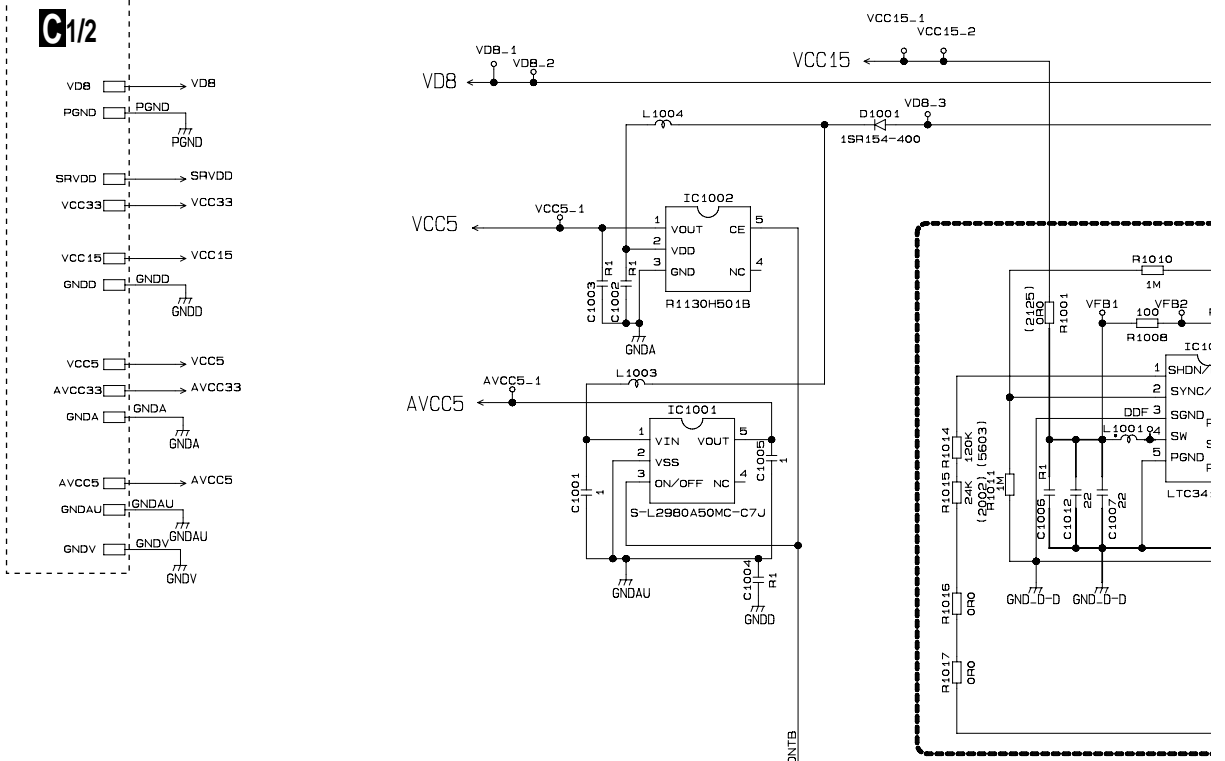 C 1/2
VD8
VD8
PGND
PGND
PGND
SRVDD
SRVDD
VCC33
VCC33
VCC15
VCC15
GNDD
GNDD
GNDD
VCC5
VCC5
AVCC33
AVCC33
GNDA
GNDA
GNDA
AVCC5
AVCC5
GNDAU
GNDAU
GNDAU
GNDV
GNDV
GNDV
VCC15_1
VCC15_2
VCC15
VD8_1
VD8_2
VD8
VD8_3
L1004
D1001
1SR154-400
IC1002
VCC5_1
VCC5
1
VOUT
CE
5
2
VDD
3
GND
NC
4
R1130H501B
C1003
R1
C1002
R1
GNDA
L1003
AVCC5_1
AVCC5
IC1001
1
VIN
VOUT
5
2
VSS
3
ON/OFF
NC
4
S-L2980A50MC-C7J
C1001
1
C1005
1
GNDAU
C1004
R1
GNDD
R1010
1M
(2125)
0R0
R1001
VFB1
VFB2
100
R1008
1
SHDN/
2
SYNC/
3
SGND
4
SW
5
PGND
DDF
L1001
R1014
120K
(5603)
R1015
24K
(2002)
R1011
1M
C1006
R1
C1012
22
C1007
22
GND_D-D
GND_D-D
R1016
0R0
R1017
0R0